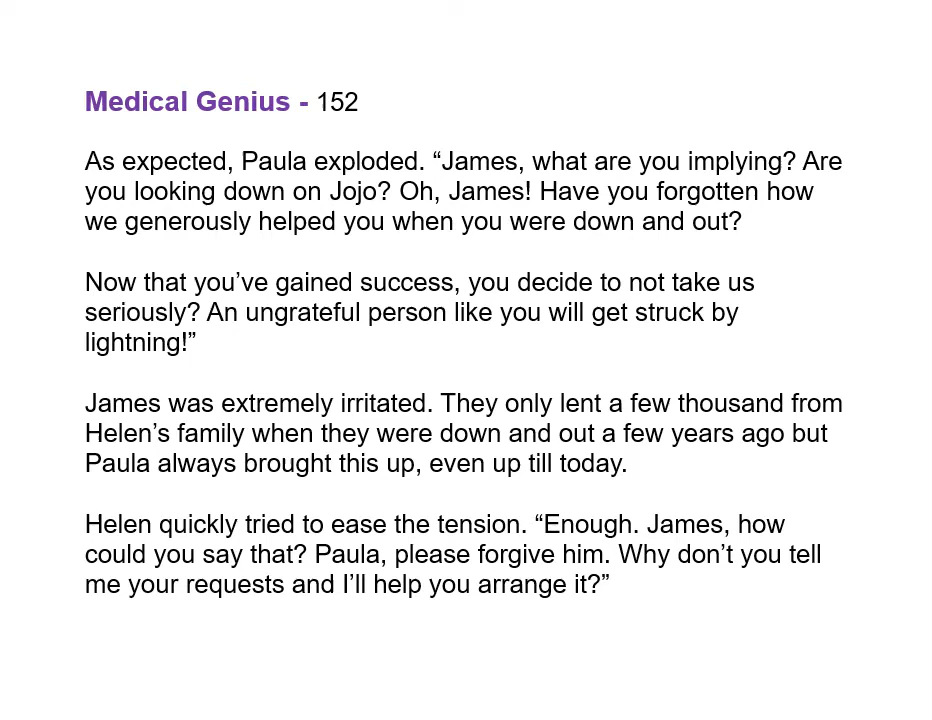 Medical Genius - 152
As expected, Paula exploded. “James, what are you implying? Are
you looking down on Jojo? Oh, James! Have you forgotten how
we generously helped you when you were down and out?
Now that you’ve gained success, you decide to not take us
seriously? An ungrateful person like you will get struck by
lightning!”
James was extremely irritated. They only lent a few thousand from
Helen’s family when they were down and out a few years ago but
Paula always brought this up, even up till today.
Helen quickly tried to ease the tension. “Enough. James, how
could you say that? Paula, please forgive him. Why don’t you tell
me your requests and I’ll help you arrange it?”